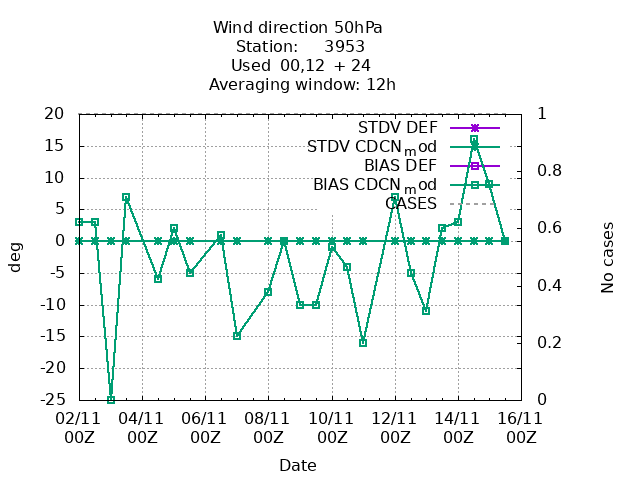 Wind direction 50hPa
Station: 3953
Used 00,12 + 24
Averaging window: 12h
20
15
10
5
0
-5
-10
-15
-20
-25
deg
STDV DEF
STDV CDCNmod
BIAS DEF
BIAS CDCNmod
CASES
1
0.8
0.6
0.4
0.2
0
No cases
02/11 04/11 06/11 08/11 10/11 12/11 14/11 16/11
00Z 00Z 00Z 00Z 00Z 00Z 00Z 00Z
Date